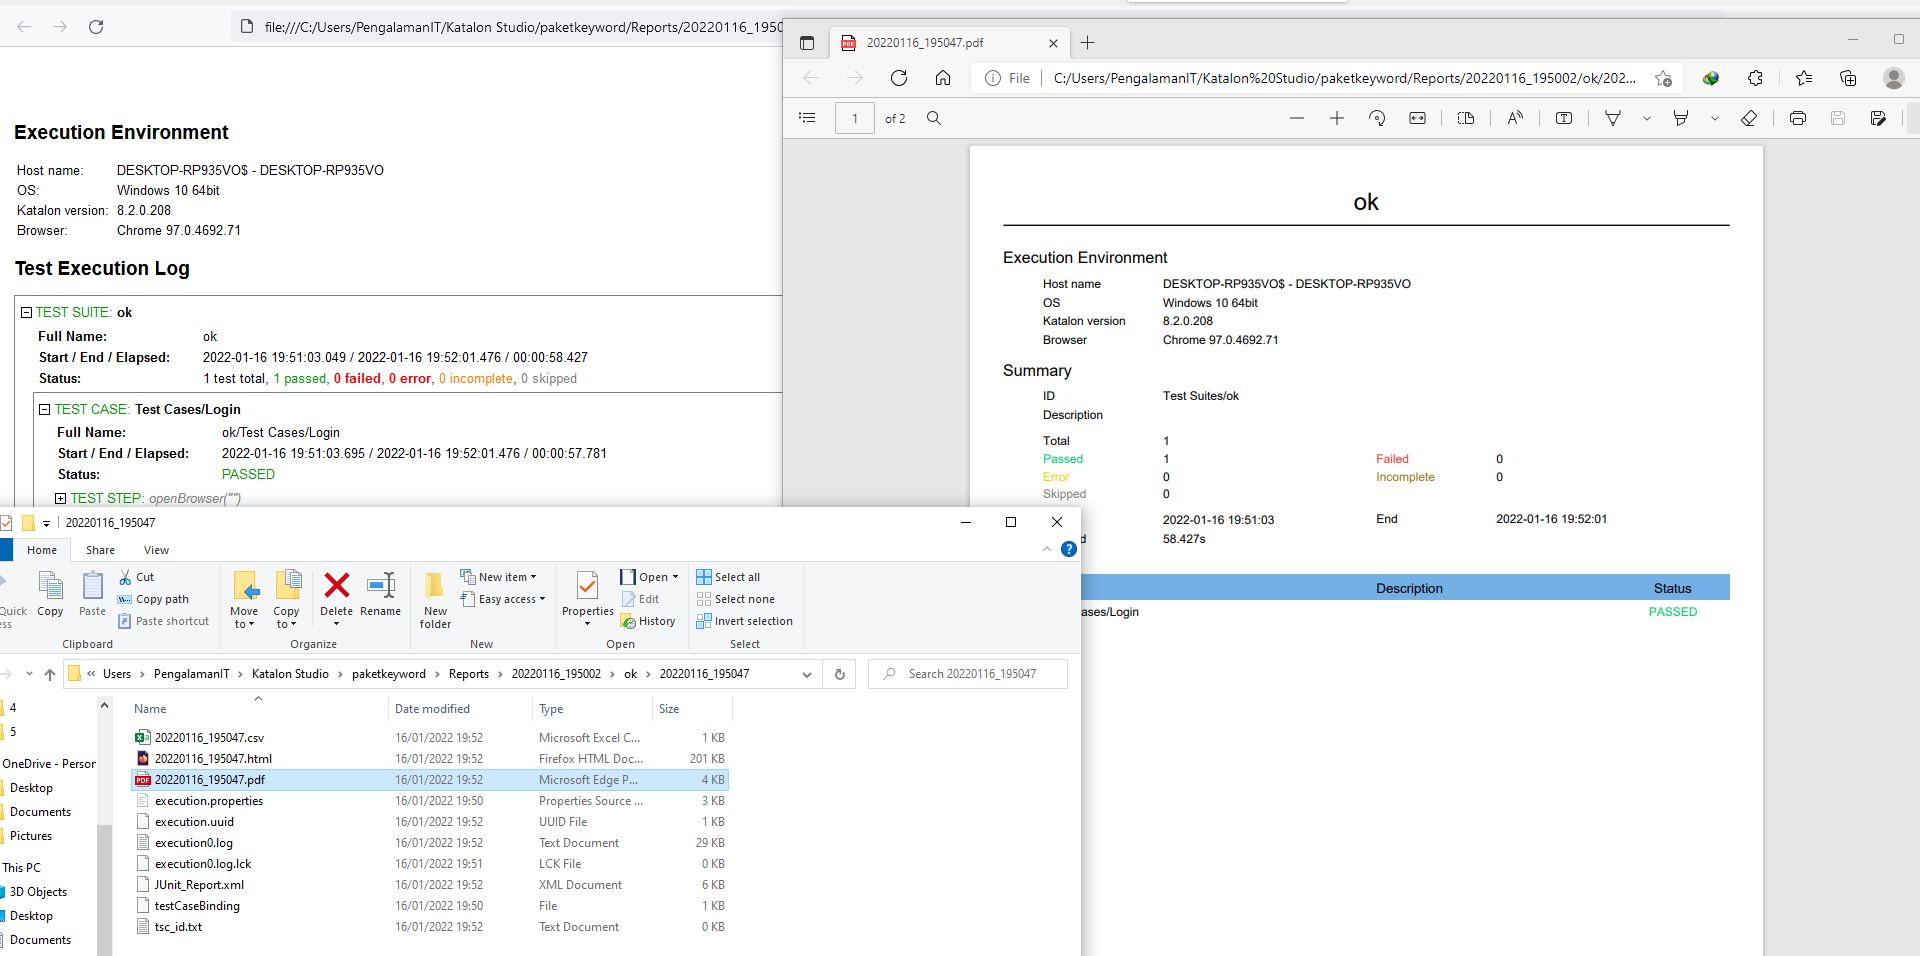 file:///C:/Users/PengalamanIT/Katalon Studio/paketkeyword/Reports/20220116_1950
Execution Environment
Host name: DESKTOP-RP935VO$ - DESKTOP-RP935VO
OS: Windows 10 64bit
Katalon version: 8.2.0.208
Browser: Chrome 97.0.4692.71
Test Execution Log
TEST SUITE: ok
Full Name: ok
Start / End / Elapsed: 2022-01-16 19:51:03.049 / 2022-01-16 19:52:01.476 / 00:00:58.427
Status: 1 test total, 1 passed, 0 failed, 0 error, 0 incomplete, 0 skipped
TEST CASE: Test Cases/Login
Full Name: ok/Test Cases/Login
Start / End / Elapsed: 2022-01-16 19:51:03.695 / 2022-01-16 19:52:01.476 / 00:00:57.781
Status: PASSED
TEST STEP: openBrowser("")
20220116_195047.pdf
File C:/Users/PengalamanIT/Katalon%20Studio/paketkeyword/Reports/20220116_195002/ok/202...
1 of 2
ok
Execution Environment
Host name DESKTOP-RP935VO$ - DESKTOP-RP935VO
OS Windows 10 64bit
Katalon version 8.2.0.208
Browser Chrome 97.0.4692.71
Summary
ID Test Suites/ok
Description
Total 1
Passed 1 Failed 0
Error 0 Incomplete 0
Skipped 0
2022-01-16 19:51:03 End 2022-01-16 19:52:01
d 58.427s
Description Status
ases/Login PASSED
20220116_195047
Home Share View
Quick
ess
Copy
Paste
Cut
Copy path
Paste shortcut
Clipboard
Move to
Copy to
Delete
Rename
Organize
New folder
New item
Easy access
New
Properties
Open
Edit
History
Open
Select all
Select none
Invert selection
Select
« Users > PengalamanIT > Katalon Studio > paketkeyword > Reports > 20220116_195002 > ok > 20220116_195047
Search 20220116_195047
4
5
OneDrive - Person
Desktop
Documents
Pictures
This PC
3D Objects
Desktop
Documents
Name Date modified Type Size
20220116_195047.csv 16/01/2022 19:52 Microsoft Excel C... 1 KB
20220116_195047.html 16/01/2022 19:52 Firefox HTML Doc... 201 KB
20220116_195047.pdf 16/01/2022 19:52 Microsoft Edge P... 4 KB
execution.properties 16/01/2022 19:50 Properties Source ... 3 KB
execution.uuid 16/01/2022 19:52 UUID File 1 KB
execution0.log 16/01/2022 19:52 Text Document 29 KB
execution0.log.lck 16/01/2022 19:51 LCK File 0 KB
JUnit_Report.xml 16/01/2022 19:52 XML Document 6 KB
testCaseBinding 16/01/2022 19:50 File 1 KB
tsc_id.txt 16/01/2022 19:52 Text Document 0 KB